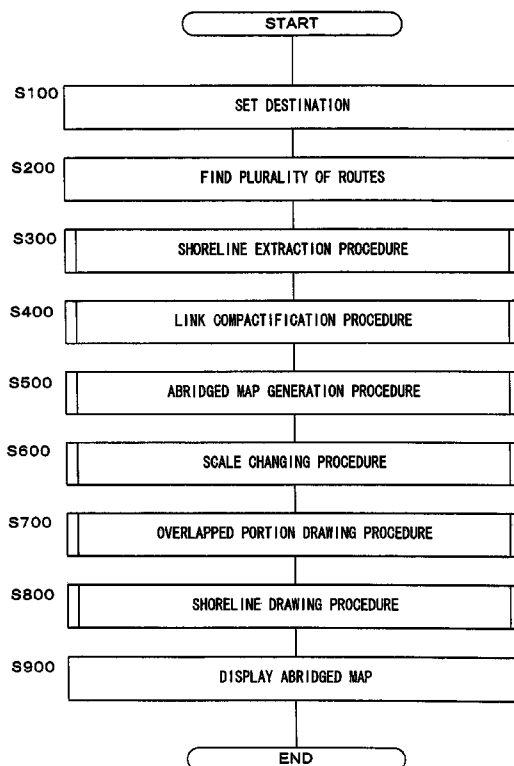 START
S100
SET DESTINATION
S200
FIND PLURALITY OF ROUTES
S300
SHORELINE EXTRACTION PROCEDURE
S400
LINK COMPACTIFICATION PROCEDURE
S500
ABRIDGED MAP GENERATION PROCEDURE
S600
SCALE CHANGING PROCEDURE
S700
OVERLAPPED PORTION DRAWING PROCEDURE
S800
SHORELINE DRAWING PROCEDURE
S900
DISPLAY ABRIDGED MAP
END